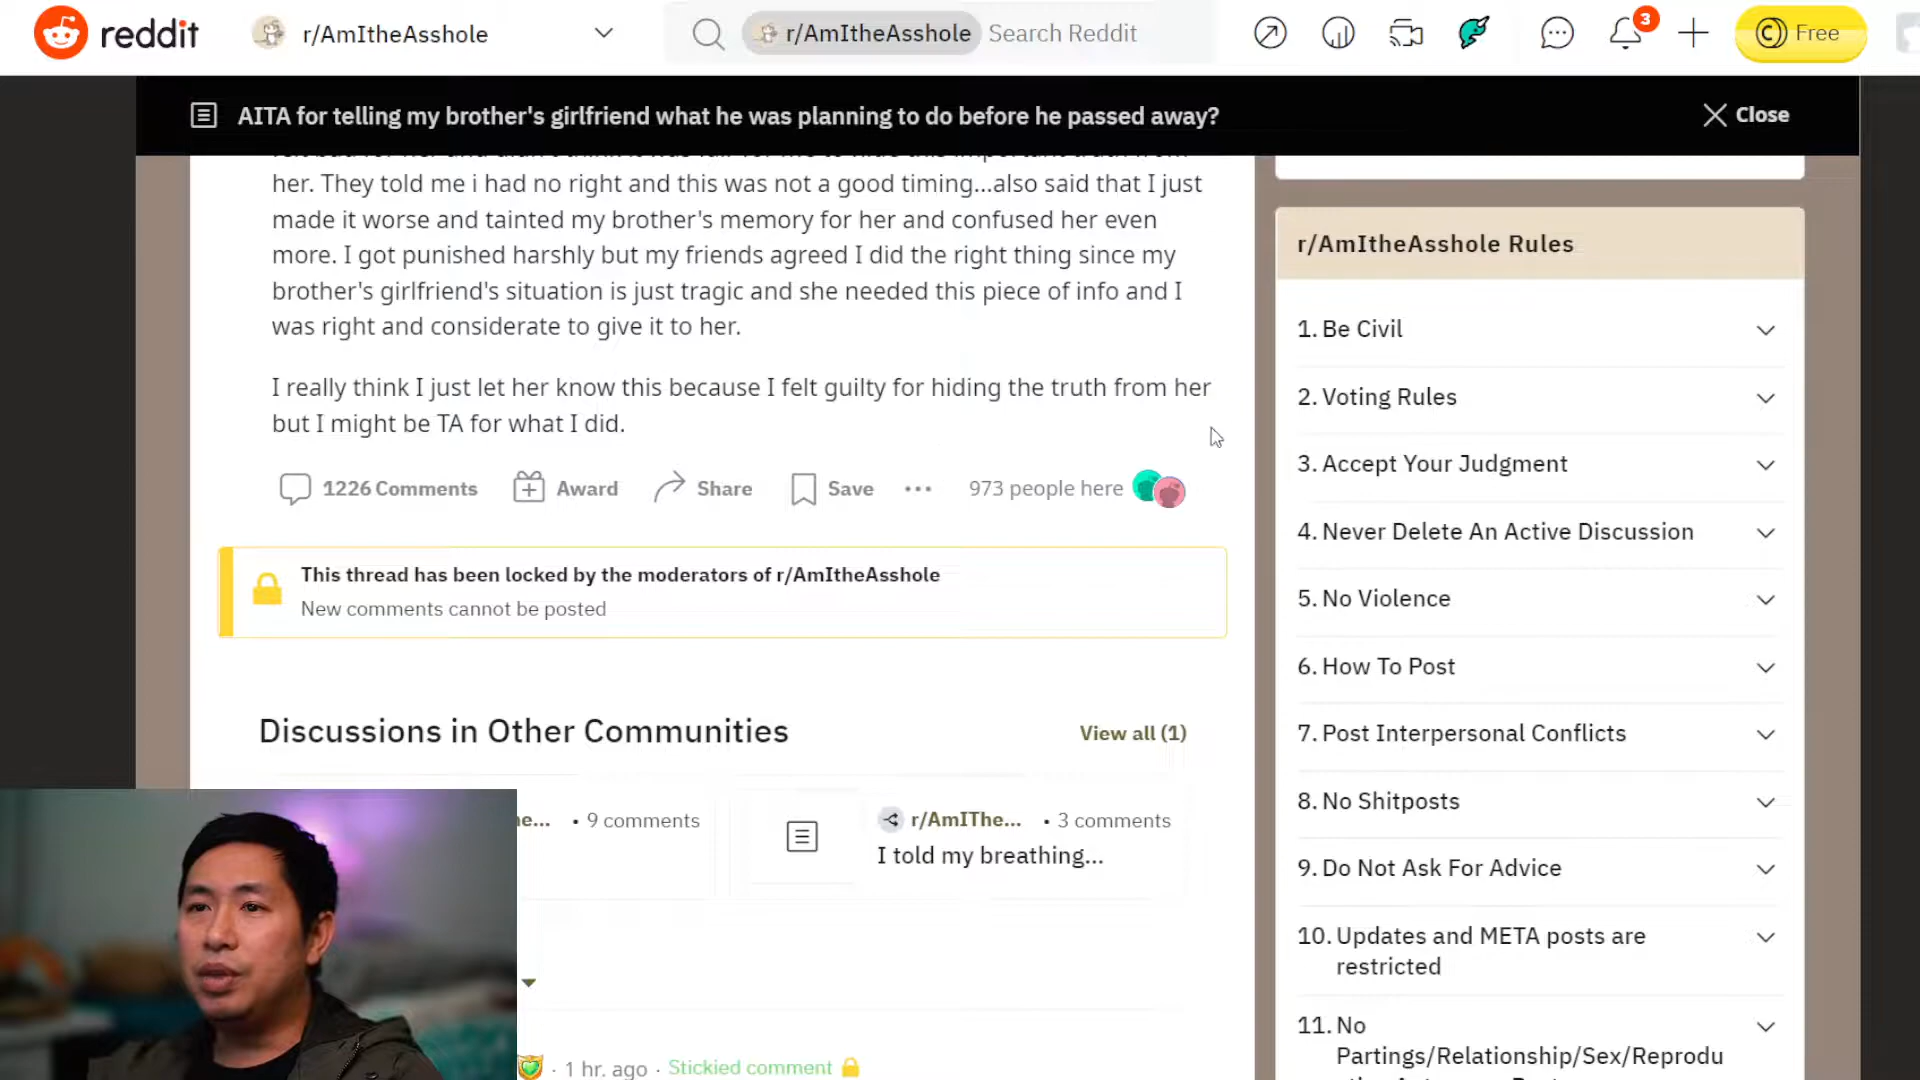 reddit
r/AmItheAsshole
r/AmItheAsshole Search Reddit
3
Free
AITA for telling my brother's girlfriend what he was planning to do before he passed away?
Close
her. They told me i had no right and this was not a good timing...also said that I just
made it worse and tainted my brother's memory for her and confused her even
more. I got punished harshly but my friends agreed I did the right thing since my
brother's girlfriend's situation is just tragic and she needed this piece of info and I
was right and considerate to give it to her.
I really think I just let her know this because I felt guilty for hiding the truth from her
but I might be TA for what I did.
1226 Comments
Award
Share
Save
973 people here
This thread has been locked by the moderators of r/AmItheAsshole
New comments cannot be posted
Discussions in Other Communities
View all (1)
e... • 9 comments
r/AmIThe... • 3 comments
I told my breathing...
· 1 hr. ago · Stickied comment
r/AmItheAsshole Rules
1. Be Civil
2. Voting Rules
3. Accept Your Judgment
4. Never Delete An Active Discussion
5. No Violence
6. How To Post
7. Post Interpersonal Conflicts
8. No Shitposts
9. Do Not Ask For Advice
10. Updates and META posts are
restricted
11. No
Partings/Relationship/Sex/Reprodu